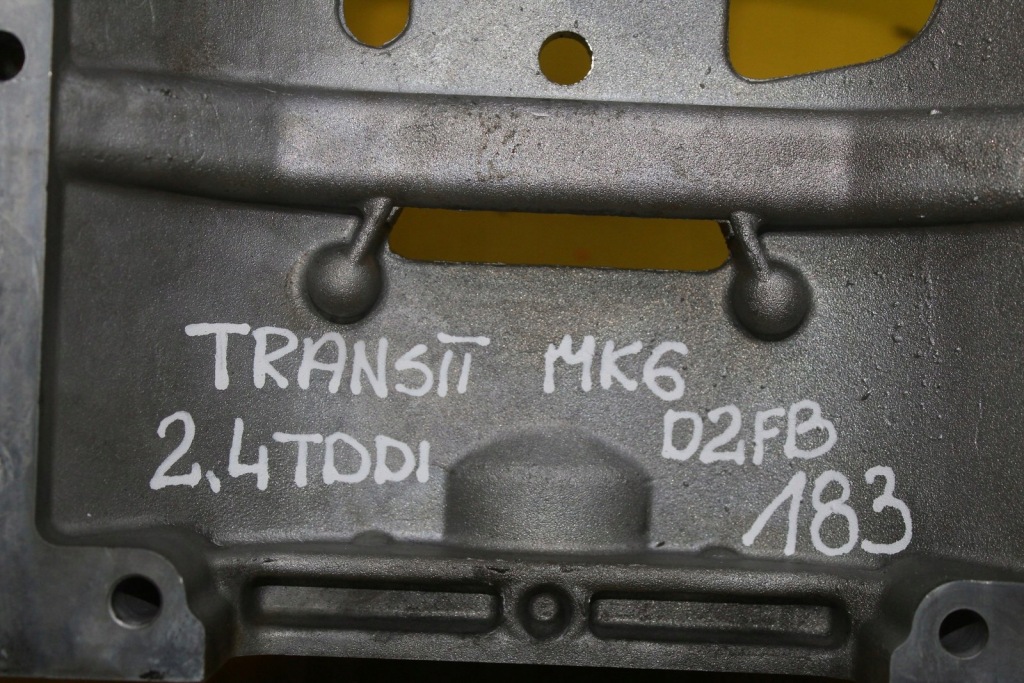 TRANSIT MK6
2.4TDDI D2FB
183